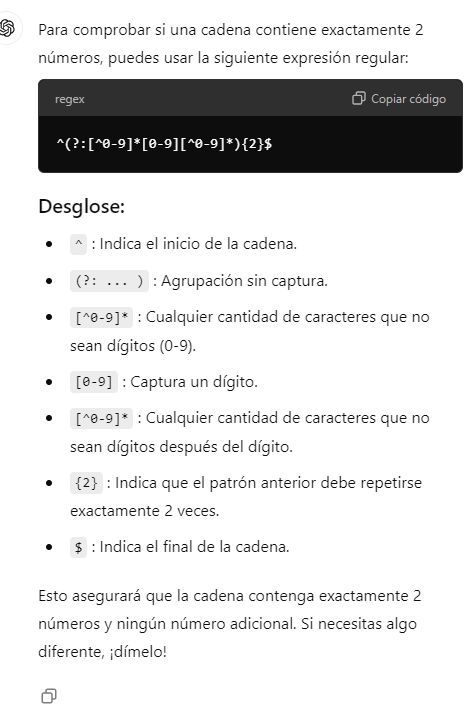 Para comprobar si una cadena contiene exactamente 2
números, puedes usar la siguiente expresión regular:
regex
Copiar código
^(?:[^0-9]*[0-9][^0-9]*){2}$
Desglose:
^ : Indica el inicio de la cadena.
(?: ... ) : Agrupación sin captura.
[^0-9]* : Cualquier cantidad de caracteres que no
sean dígitos (0-9).
[0-9] : Captura un dígito.
[^0-9]* : Cualquier cantidad de caracteres que no
sean dígitos después del dígito.
{2} : Indica que el patrón anterior debe repetirse
exactamente 2 veces.
$ : Indica el final de la cadena.
Esto asegurará que la cadena contenga exactamente 2
números y ningún número adicional. Si necesitas algo
diferente, ¡dímelo!